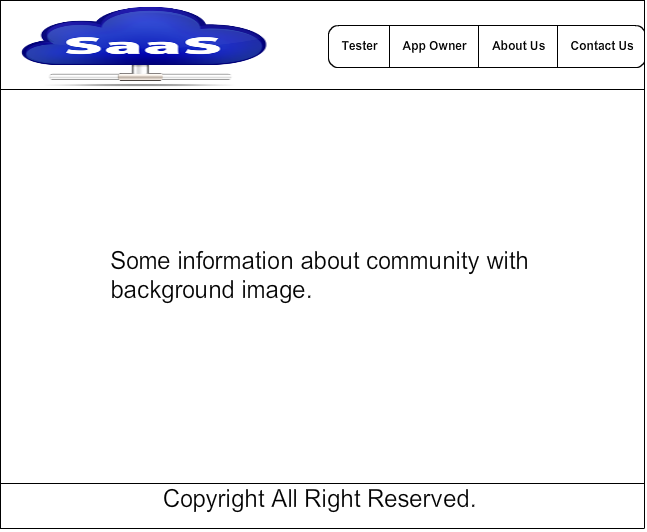 SaaS
Tester
App Owner
About Us
Contact Us
Some information about community with
background image.
Copyright All Right Reserved.